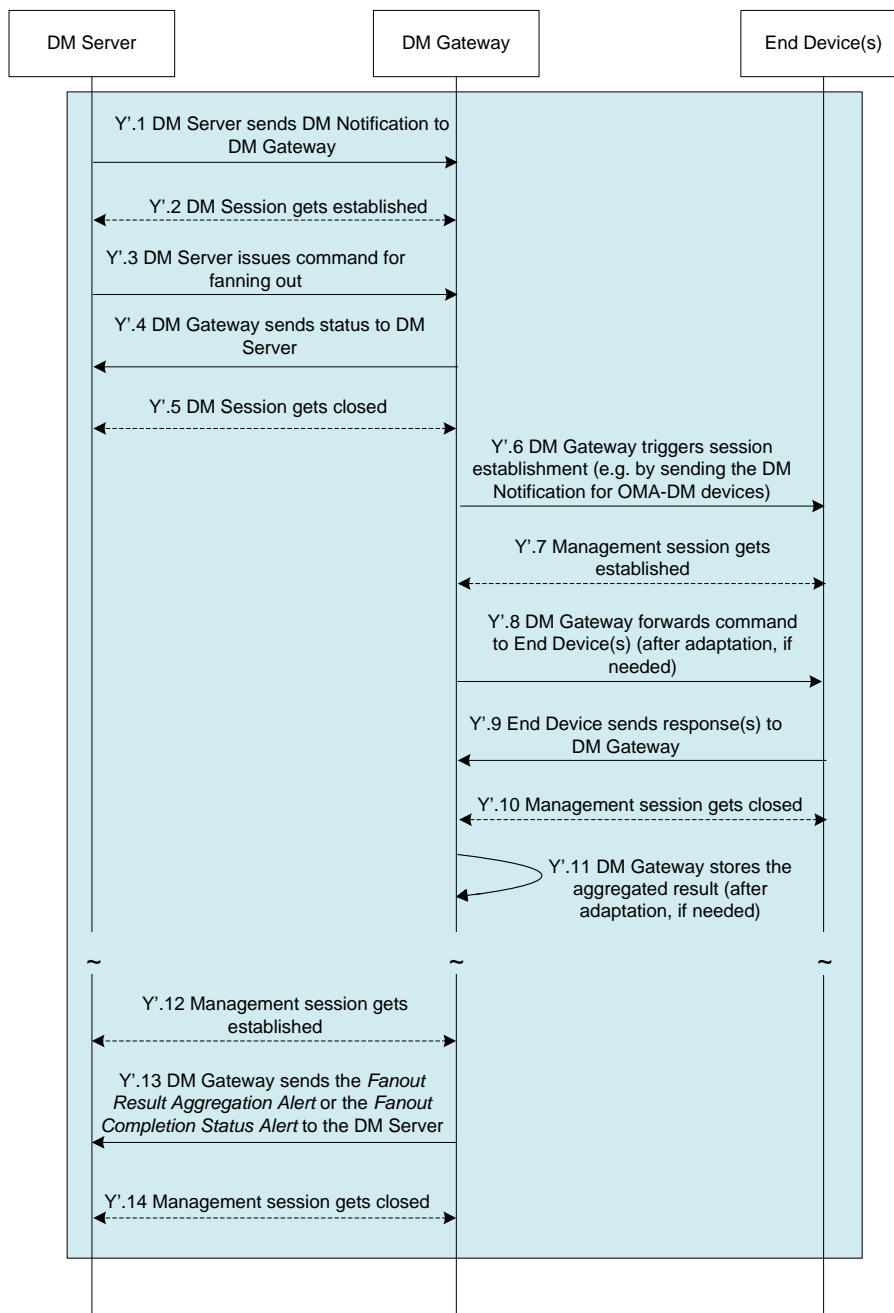 DM Server
DM Gateway
End Device(s)
Y'.1 DM Server sends DM Notification to
DM Gateway
Y'.2 DM Session gets established
Y'.3 DM Server issues command for
fanning out
Y'.4 DM Gateway sends status to DM
Server
Y'.5 DM Session gets closed
Y'.6 DM Gateway triggers session
establishment (e.g. by sending the DM
Notification for OMA-DM devices)
Y'.7 Management session gets
established
Y'.8 DM Gateway forwards command
to End Device(s) (after adaptation, if
needed)
Y'.9 End Device sends response(s) to
DM Gateway
Y'.10 Management session gets closed
Y'.11 DM Gateway stores the
aggregated result (after
adaptation, if needed)
~ ~ ~
Y'.12 Management session gets
established
Y'.13 DM Gateway sends the Fanout
Result Aggregation Alert or the Fanout
Completion Status Alert to the DM Server
Y'.14 Management session gets closed